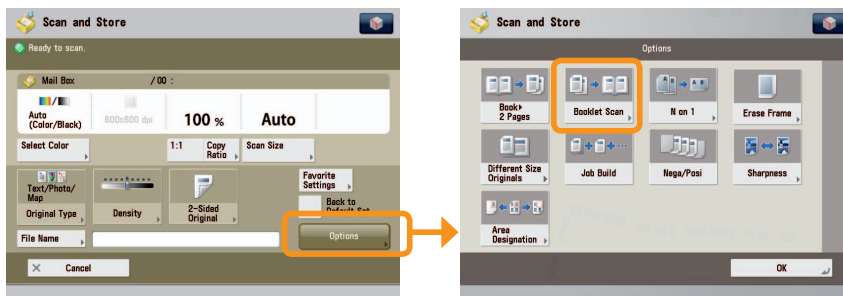 Scan and Store
Ready to scan.
Mail Box / 00 :
Auto
(Color/Black)
600x600 dpi
100 %
Auto
Select Color
1:1
Copy
Ratio
Scan Size
Text/Photo/
Map
Original Type
Density
2-Sided
Original
Favorite
Settings
Back to
Default Set.
File Name
Options
Cancel
Scan and Store
Options
Book▸
2 Pages
Booklet Scan
N on 1
Erase Frame
Different Size
Originals
Job Build
Nega/Posi
Sharpness
Area
Designation
OK